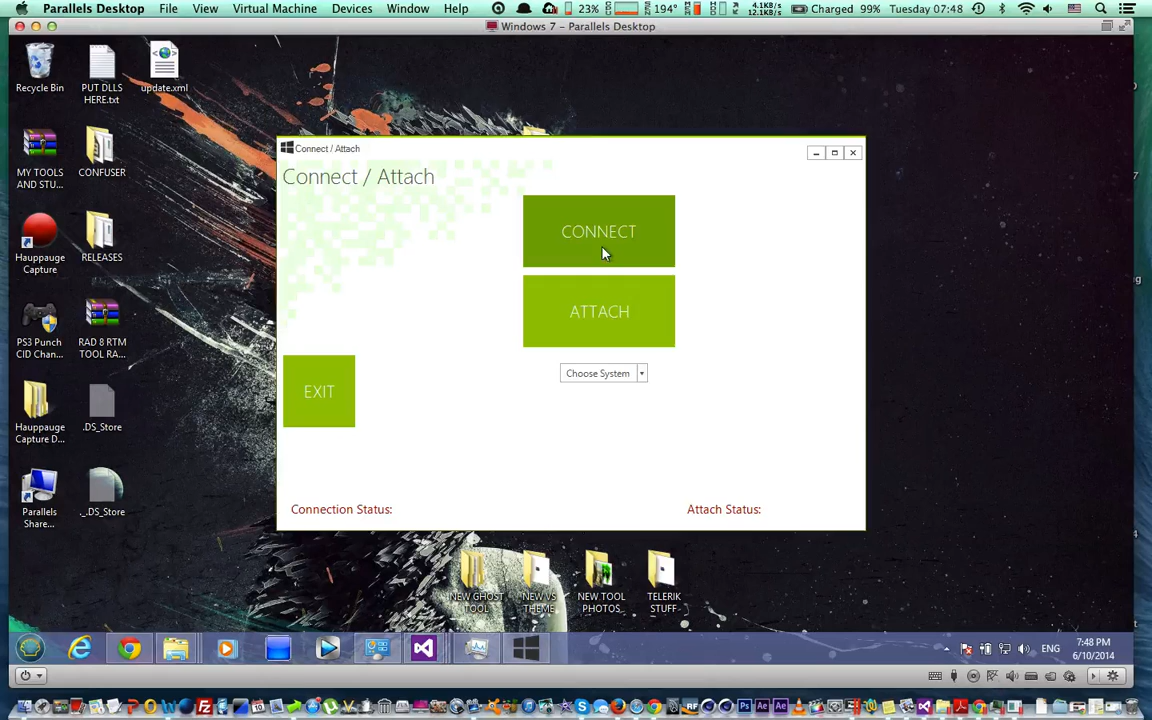 Parallels Desktop File View Virtual Machine Devices Window Help 23% 194° 4.1KB/s 12.1KB/s Charged 99% Tuesday 07:48
Windows 7 – Parallels Desktop
Recycle Bin
PUT DLLS HERE.txt
update.xml
MY TOOLS AND STU...
CONFUSER
Hauppauge Capture
RELEASES
PS3 Punch CID Chan...
RAD 8 RTM TOOL RA...
Hauppauge Capture D...
.DS_Store
Parallels Share...
._.DS_Store
Connect / Attach
Connect / Attach
CONNECT
ATTACH
Choose System
EXIT
Connection Status:
Attach Status:
NEW GHOST TOOL
NEW VS THEME
NEW TOOL PHOTOS
TELERIK STUFF
ENG
7:48 PM
6/10/2014